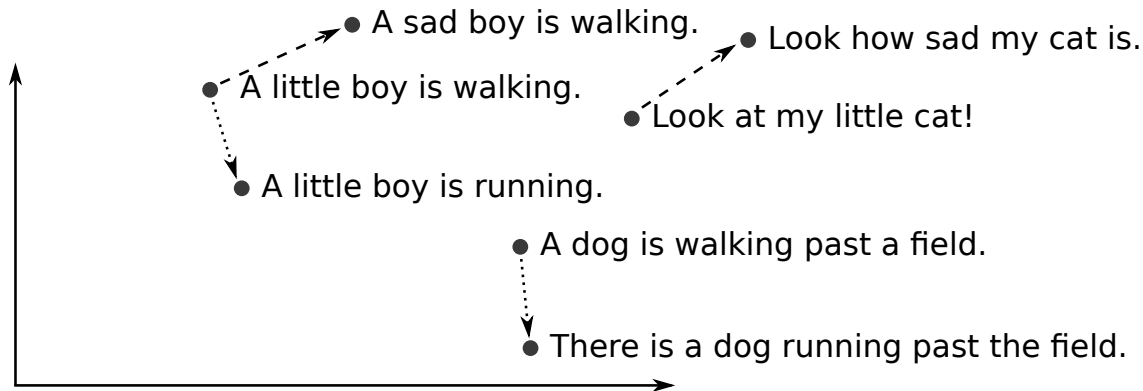 A sad boy is walking.
Look how sad my cat is.
A little boy is walking.
Look at my little cat!
A little boy is running.
A dog is walking past a field.
There is a dog running past the field.